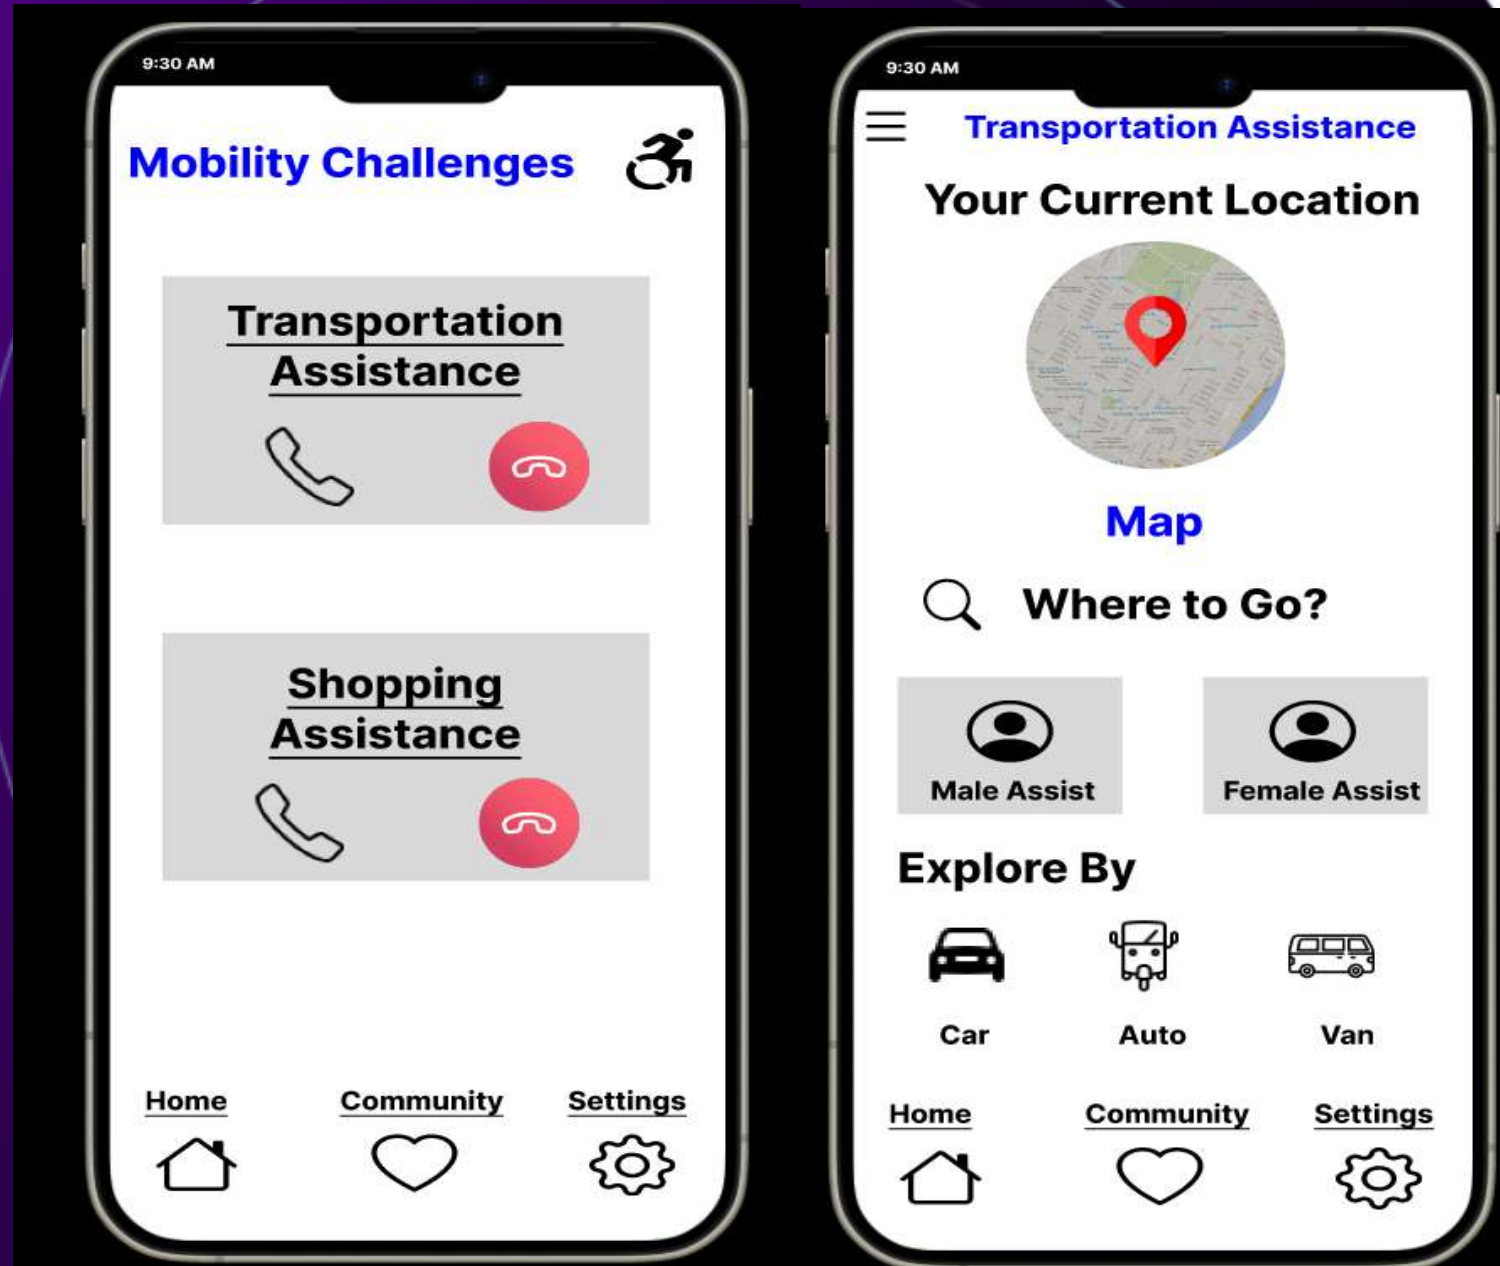 9:30 AM
Mobility Challenges
Transportation
Assistance
Shopping
Assistance
Home
Community
Settings
9:30 AM
Transportation Assistance
Your Current Location
Map
Where to Go?
Male Assist
Female Assist
Explore By
Car
Auto
Van
Home
Community
Settings